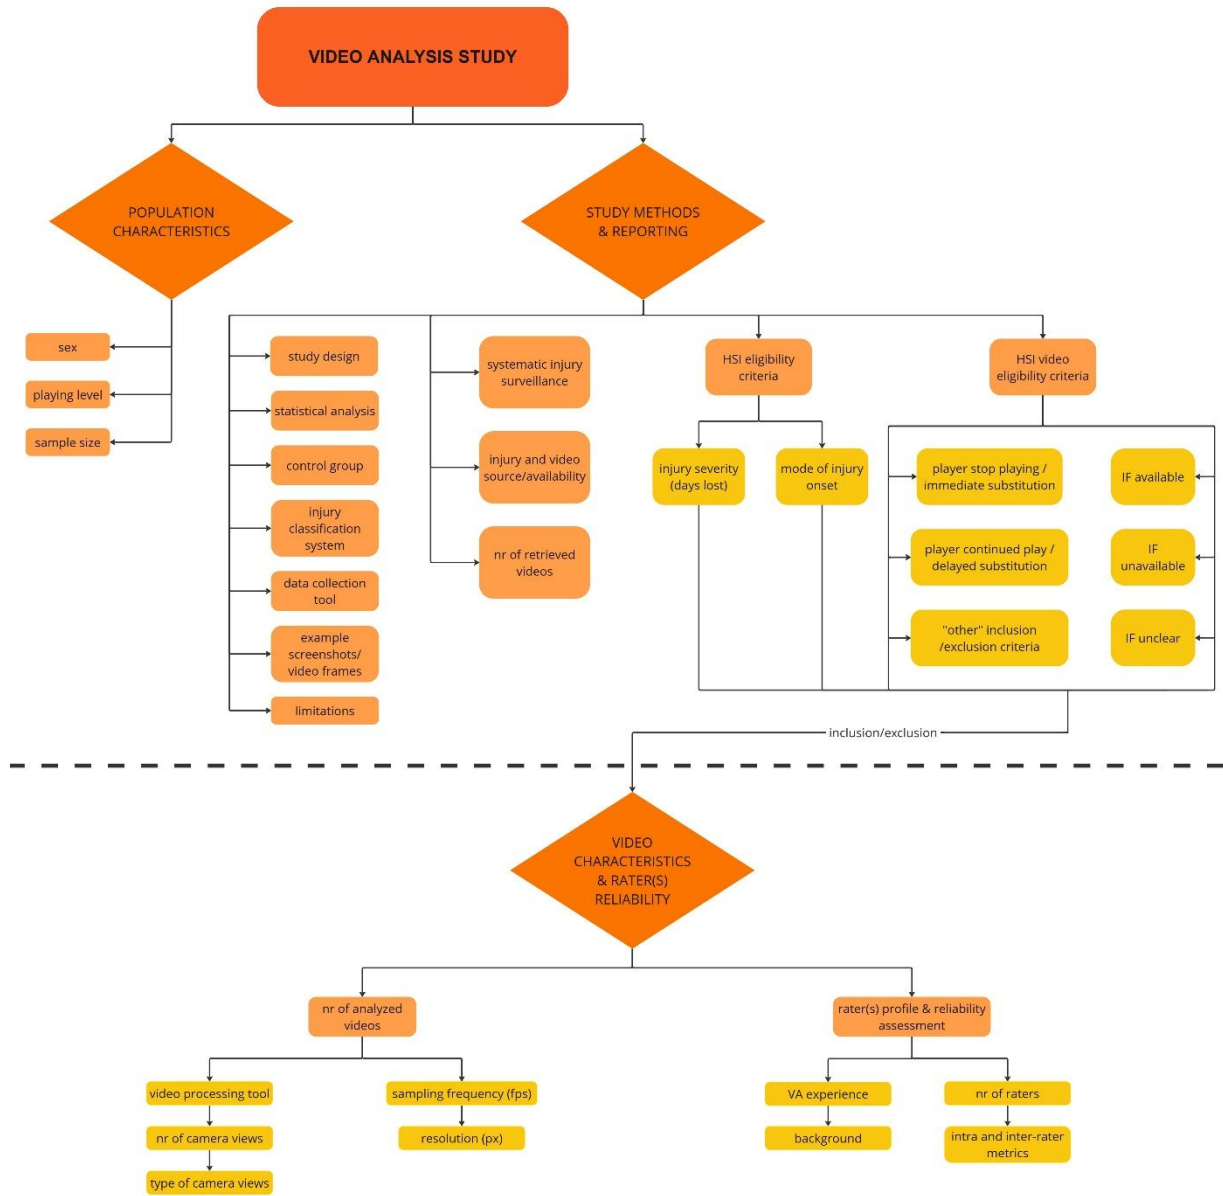 VIDEO ANALYSIS STUDY
POPULATION
CHARACTERISTICS
STUDY METHODS
& REPORTING
sex
playing level
sample size
study design
statistical analysis
control group
injury
classification
system
data collection
tool
example
screenshots/
video frames
limitations
systematic injury
surveillance
injury and video
source/availability
nr of retrieved
videos
HSI eligibility
criteria
injury severity
(days lost)
mode of injury
onset
HSI video
eligibility criteria
player stop playing /
immediate substitution
player continued play /
delayed substitution
"other" inclusion
/exclusion criteria
IF available
IF
unavailable
IF unclear
inclusion/exclusion
VIDEO
CHARACTERISTICS
& RATER(S)
RELIABILITY
nr of analyzed
videos
video processing tool
nr of camera views
type of camera views
sampling frequency (fps)
resolution (px)
rater(s) profile & reliability
assessment
VA experience
background
nr of raters
intra and inter-rater
metrics